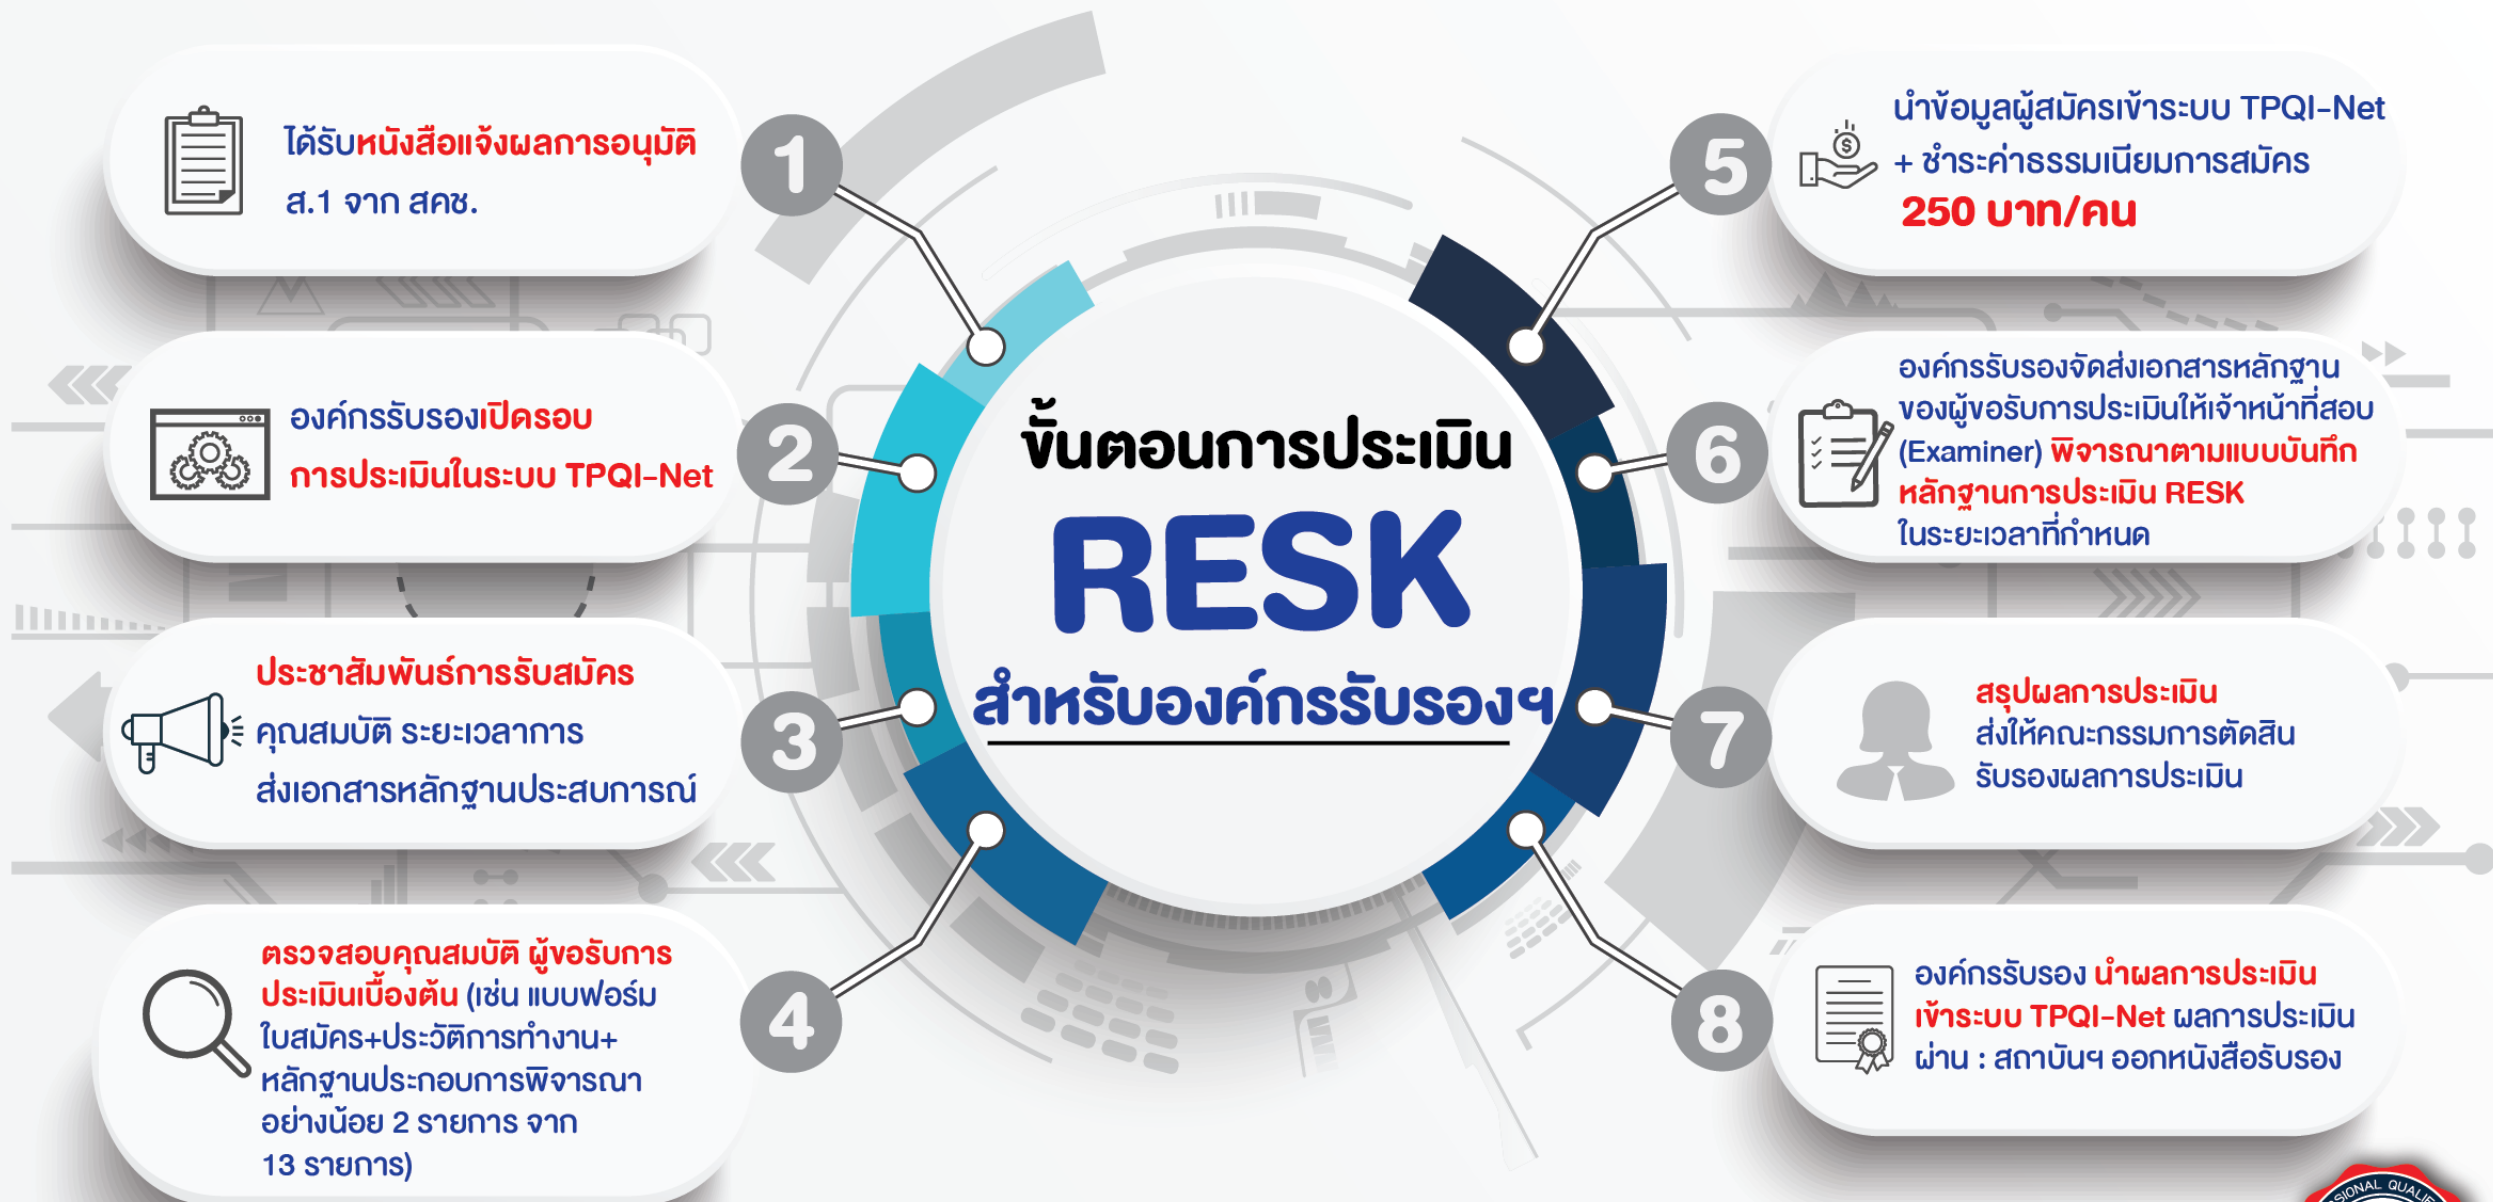 1
ได้รับหนังสือแจ้งผลการอนุมัติ
ส.1 จาก สคช.
2
องค์กรรับรองเปิดรอบ
การประเมินในระบบ TPQI-Net
3
ประชาสัมพันธ์การรับสมัคร
คุณสมบัติ ระยะเวลาการ
ส่งเอกสารหลักฐานประสบการณ์
4
ตรวจสอบคุณสมบัติ ผู้ขอรับการ
ประเมินเบื้องต้น (เช่น แบบฟอร์ม
ใบสมัคร+ประวัติการทำงาน+
หลักฐานประกอบการพิจารณา
อย่างน้อย 2 รายการ จาก
13 รายการ)
ขั้นตอนการประเมิน
RESK
สำหรับองค์กรรับรองฯ
5
นำข้อมูลผู้สมัครเข้าระบบ TPQI-Net
+ ชำระค่าธรรมเนียมการสมัคร
250 บาท/คน
6
องค์กรรับรองจัดส่งเอกสารหลักฐาน
ของผู้ขอรับการประเมินให้เจ้าหน้าที่สอบ
(Examiner) พิจารณาตามแบบบันทึก
หลักฐานการประเมิน RESK
ในระยะเวลาที่กำหนด
7
สรุปผลการประเมิน
ส่งให้คณะกรรมการตัดสิน
รับรองผลการประเมิน
8
องค์กรรับรอง นำผลการประเมิน
เข้าระบบ TPQI-Net ผลการประเมิน
ผ่าน : สถาบันฯ ออกหนังสือรับรอง